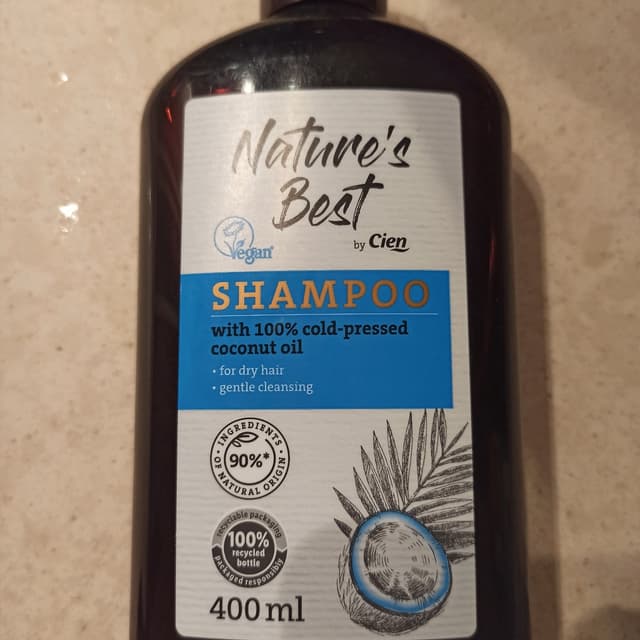 Nature's
Best
Vegan
by Cien
SHAMPOO
with 100% cold-pressed
coconut oil
• for dry hair
• gentle cleansing
INGREDIENTS
90%*
OF NATURAL ORIGIN
recyclable packaging
100%
recycled
bottle
packaged responsibly
400 ml